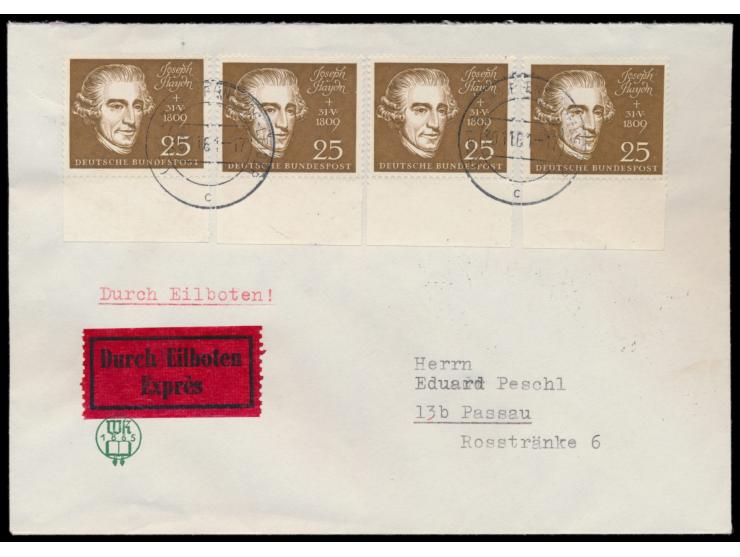 Joseph
Haydn
+
31·V·
1809
25
DEUTSCHE BUNDESPOST
Joseph
Haydn
+
31·V·
1809
25
DEUTSCHE BUNDESPOST
Joseph
Haydn
+
31·V·
1809
25
DEUTSCHE BUNDESPOST
Joseph
Haydn
+
31·V·
1809
25
DEUTSCHE BUNDESPOST
c
c
Durch Eilboten!
Durch Eilboten
Exprès
1865
Herrn
Eduard Peschl
13b Passau
Rosstränke 6